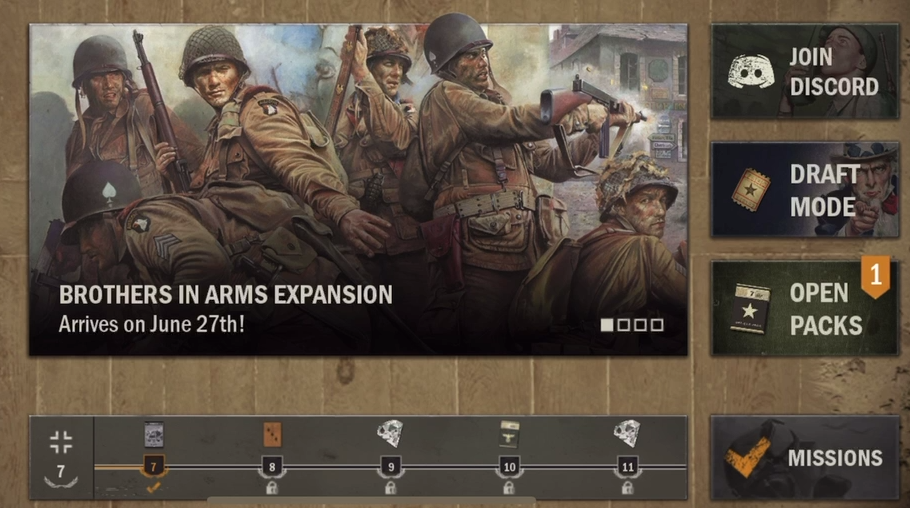 JOIN
DISCORD
DRAFT
MODE
1
OPEN
PACKS
BROTHERS IN ARMS EXPANSION
Arrives on June 27th!
7
7
8
9
10
11
MISSIONS